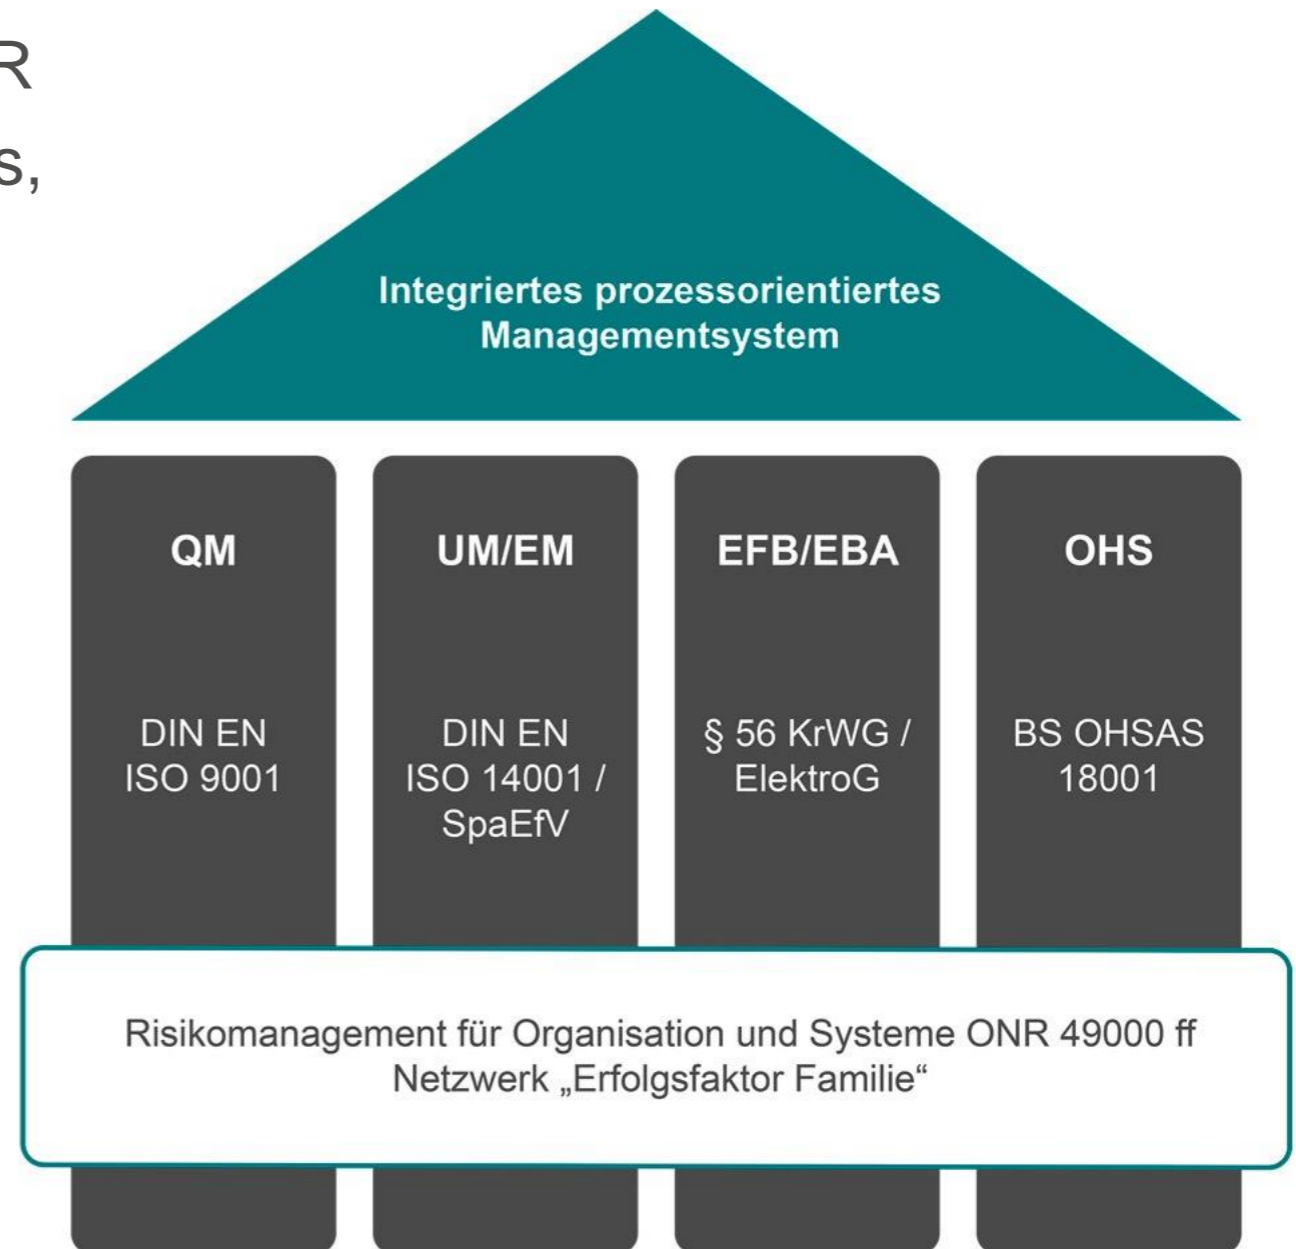 R
s,
Integriertes prozessorientiertes
Managementsystem
QM
DIN EN
ISO 9001
UM/EM
DIN EN
ISO 14001 /
SpaEfV
EFB/EBA
§ 56 KrWG /
ElektroG
OHS
BS OHSAS
18001
Risikomanagement für Organisation und Systeme ONR 49000 ff
Netzwerk „Erfolgsfaktor Familie“